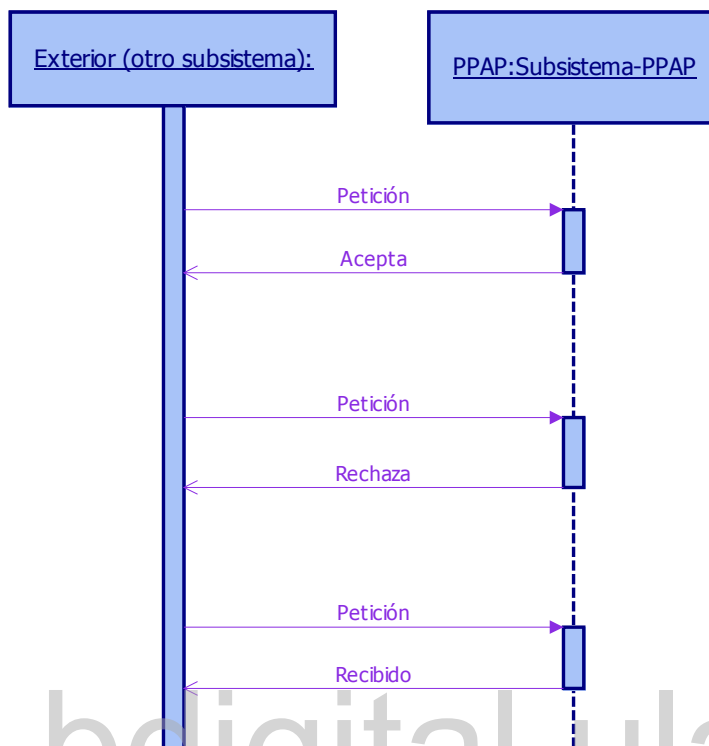 Exterior (otro subsistema):
PPAP:Subsistema-PPAP
Petición
Acepta
Petición
Rechaza
Petición
Recibido